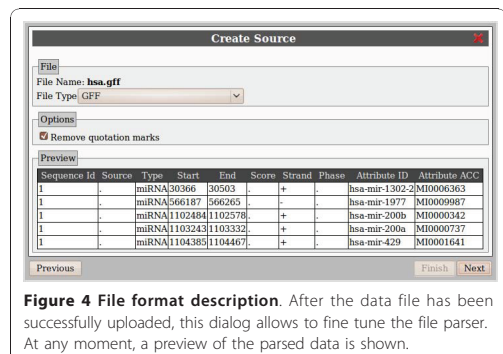 Create Source
File
File Name: hsa.gff
File Type GFF
Options
Remove quotation marks
Preview
Sequence Id Source Type Start End Score Strand Phase Attribute ID Attribute ACC
1 . miRNA 30366 30503 . + . hsa-mir-1302-2 MI0006363
1 . miRNA 566187 566265 . - . hsa-mir-1977 MI0009987
1 . miRNA 1102484 1102578 . + . hsa-mir-200b MI0000342
1 . miRNA 1103243 1103332 . + . hsa-mir-200a MI0000737
1 . miRNA 1104385 1104467 . + . hsa-mir-429 MI0001641
Previous Finish Next
Figure 4 File format description. After the data file has been
successfully uploaded, this dialog allows to fine tune the file parser.
At any moment, a preview of the parsed data is shown.